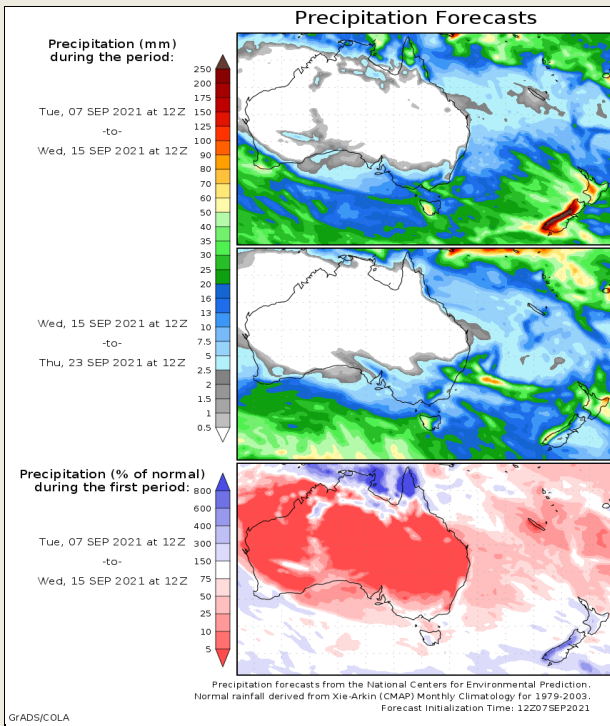 Precipitation Forecasts
Precipitation (mm)
during the period:
Tue, 07 SEP 2021 at 12Z
-to-
Wed, 15 SEP 2021 at 12Z
250
200
175
150
125
100
90
80
70
60
50
40
35
30
25
20
16
13
10
7.5
5
2.5
2
1.5
1
0.5
Wed, 15 SEP 2021 at 12Z
-to-
Thu, 23 SEP 2021 at 12Z
Precipitation (% of normal)
during the first period:
Tue, 07 SEP 2021 at 12Z
-to-
Wed, 15 SEP 2021 at 12Z
800
600
400
300
150
75
50
25
10
5
Precipitation forecasts from the National Centers for Environmental Prediction.
Normal rainfall derived from Xie-Arkin (CMAP) Monthly Climatology for 1979-2003.
Forecast Initialization Time: 12Z07SEP2021
GrADS/COLA